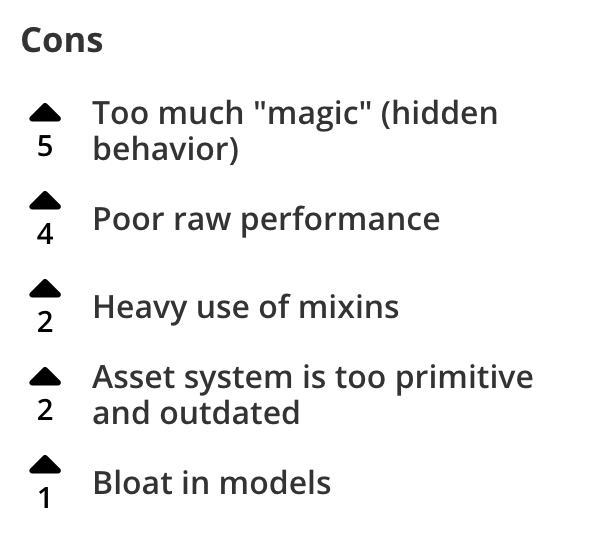 Cons
Too much "magic" (hidden
5
behavior)
4
Poor raw performance
2
Heavy use of mixins
Asset system is too primitive
2
and outdated
1
Bloat in models